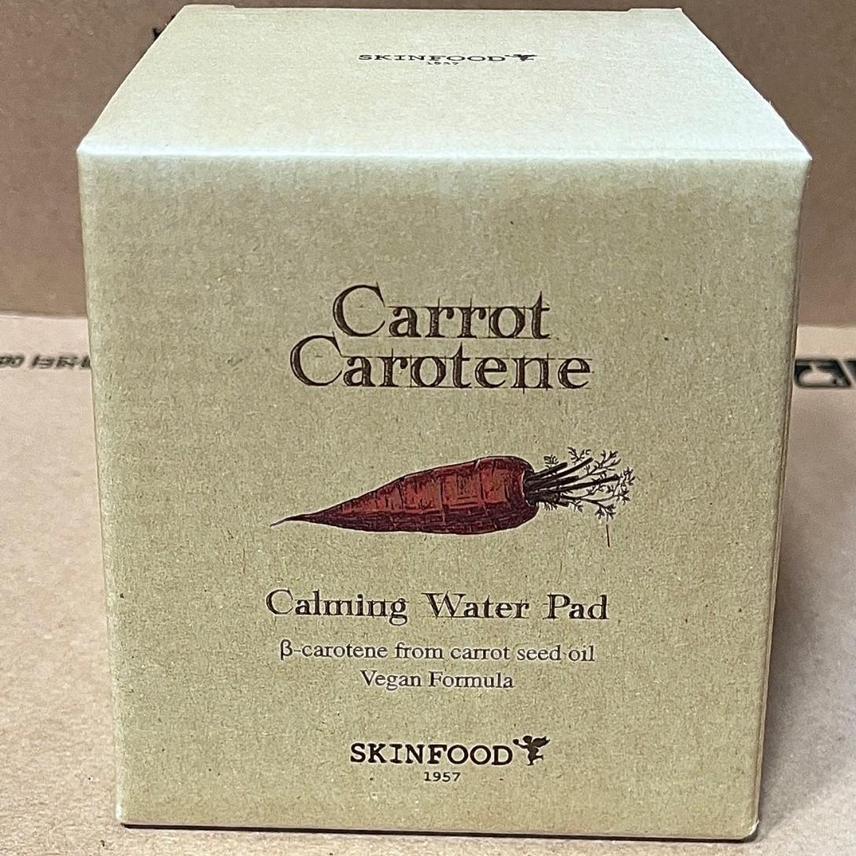 SKINFOOD
1957
Carrot
Carotene
Calming Water Pad
β-carotene from carrot seed oil
Vegan Formula
SKINFOOD
1957